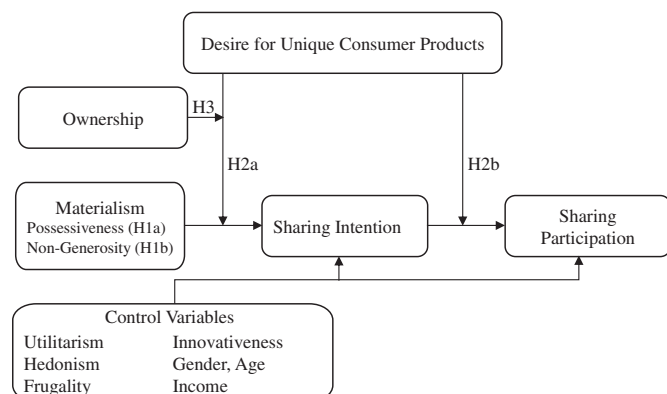 Desire for Unique Consumer Products
H3
Ownership
H2a
H2b
Materialism
Possessiveness (H1a)
Non-Generosity (H1b)
Sharing Intention
Sharing
Participation
Control Variables
Utilitarism Innovativeness
Hedonism Gender, Age
Frugality Income